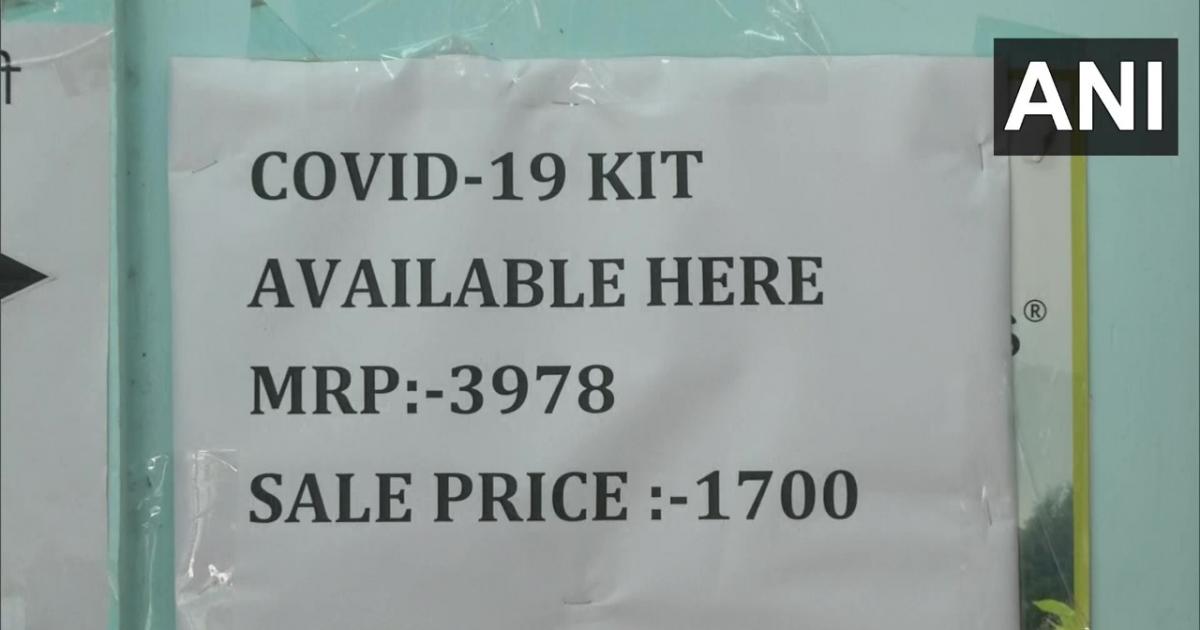 ANI
COVID-19 KIT
AVAILABLE HERE
MRP:-3978
SALE PRICE :-1700
®